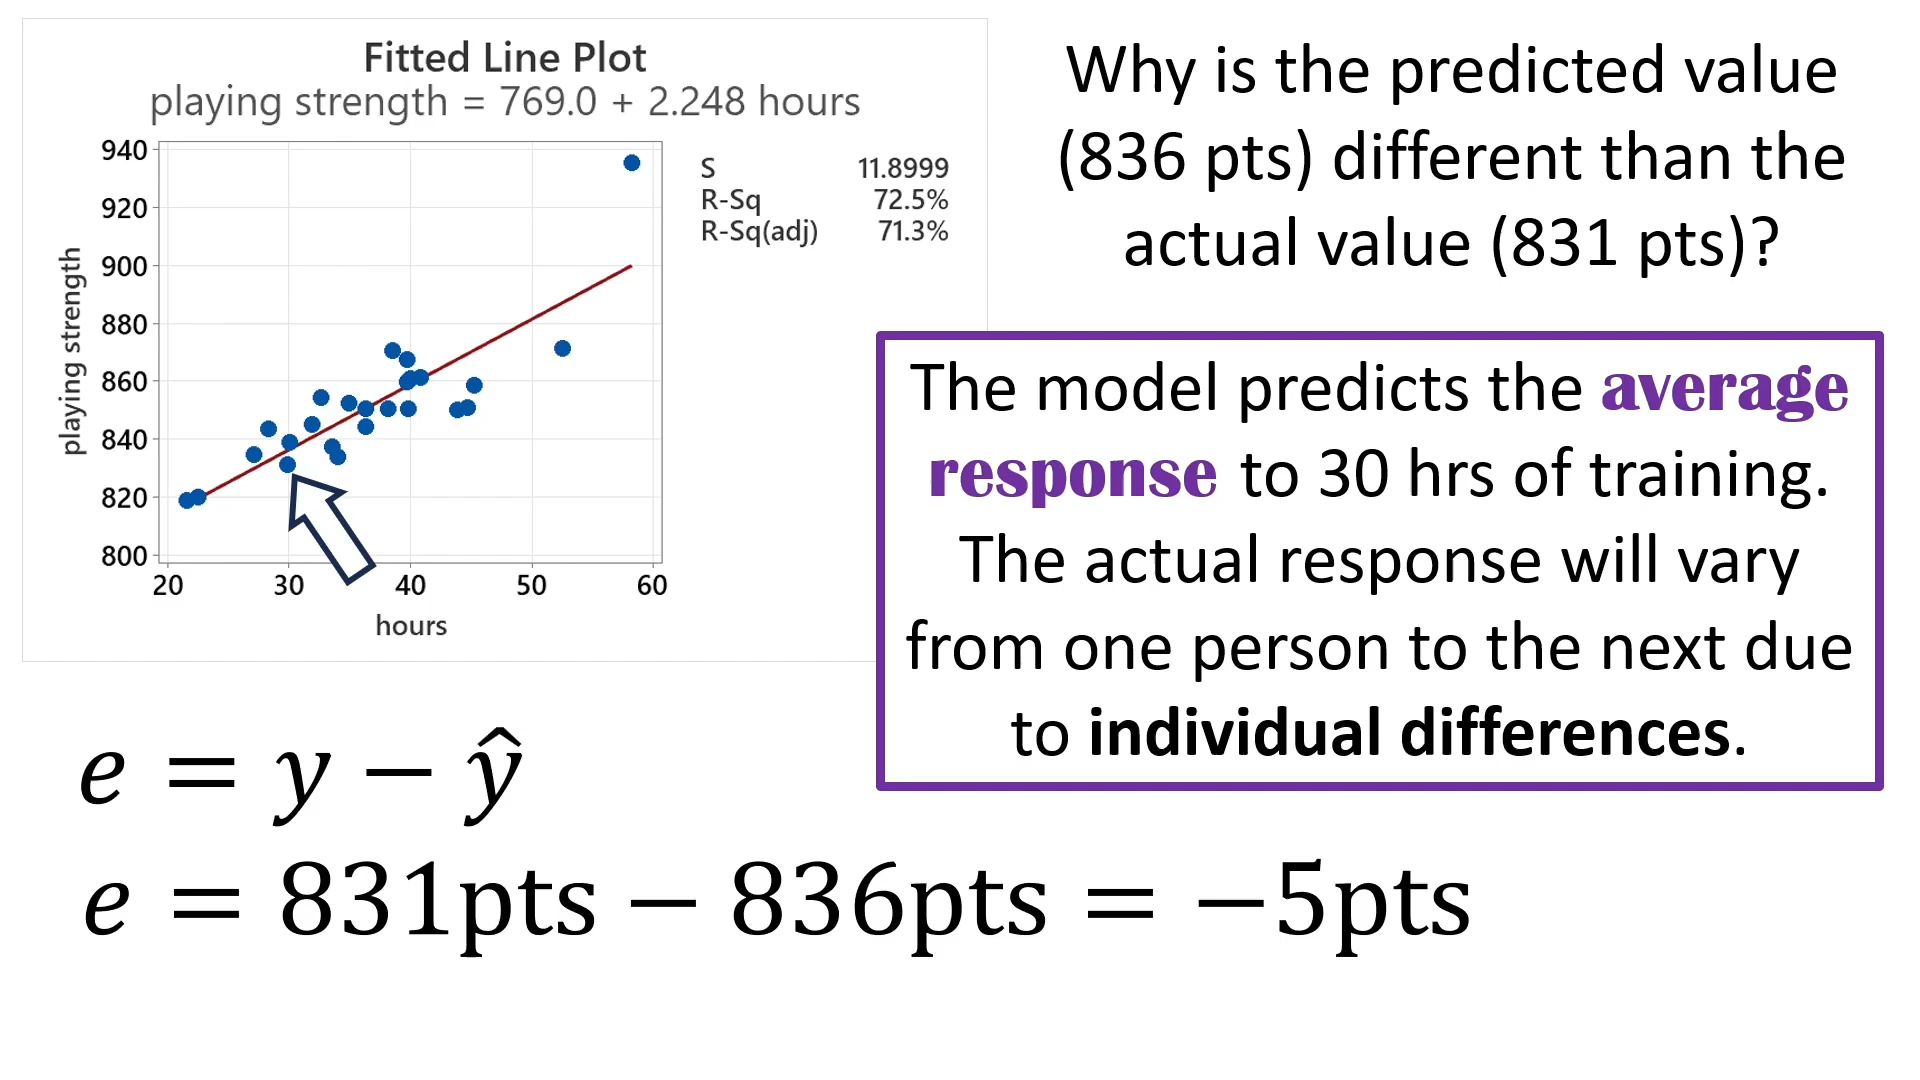 Fitted Line Plot
playing strength = 769.0 + 2.248 hours
940
920
900
880
860
840
820
800
playing strength
20 30 40 50 60
hours
S 11.8999
R-Sq 72.5%
R-Sq(adj) 71.3%
Why is the predicted value
(836 pts) different than the
actual value (831 pts)?
The model predicts the average
response to 30 hrs of training.
The actual response will vary
from one person to the next due
to individual differences.
e = y − ŷ
e = 831pts − 836pts = −5pts